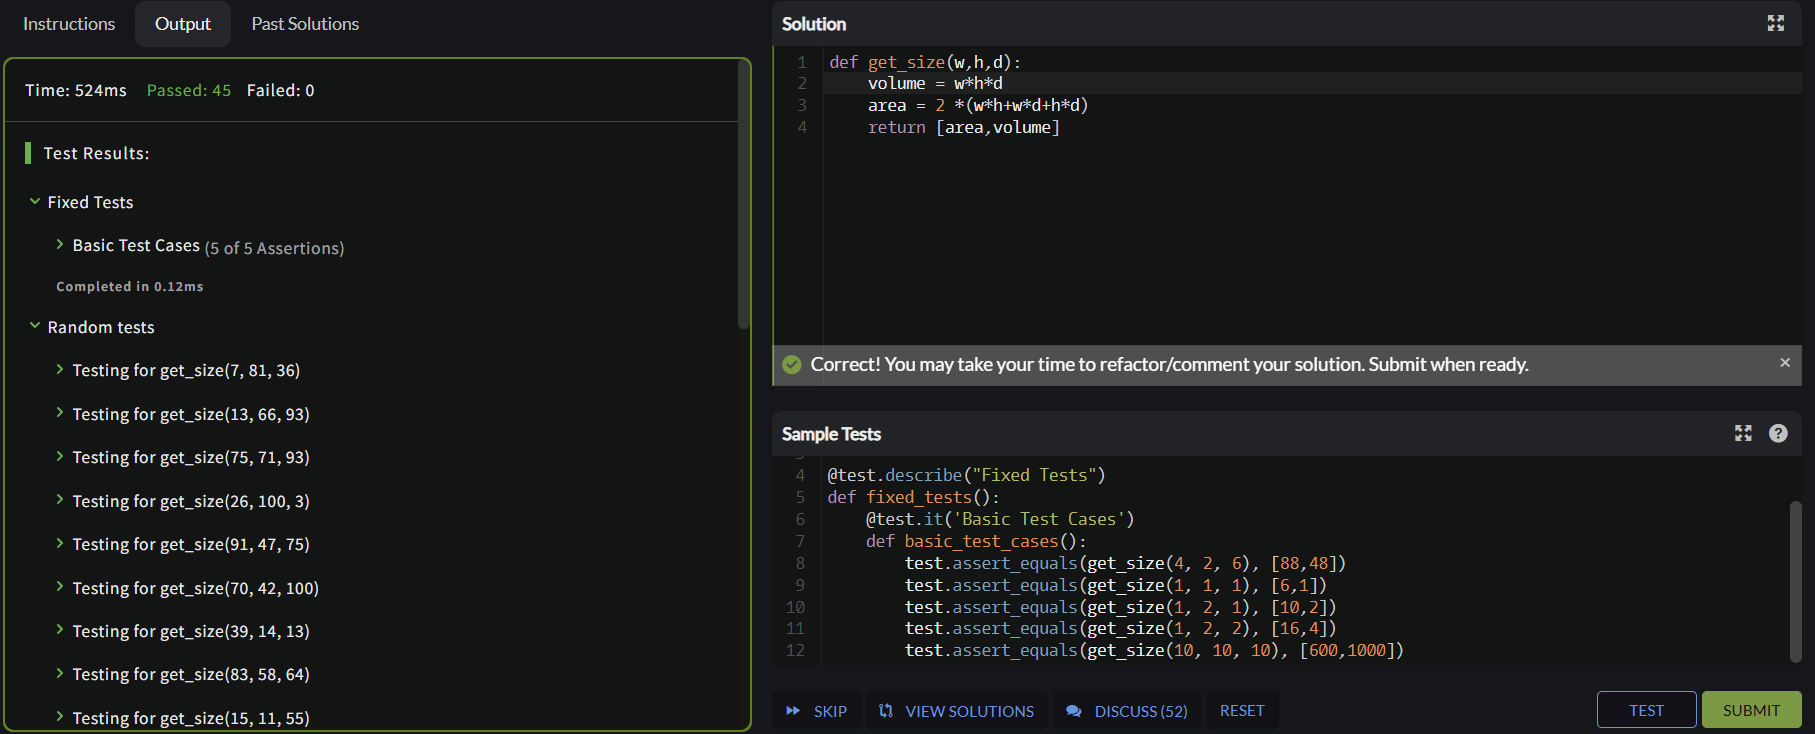 Instructions Output Past Solutions
Time: 524ms Passed: 45 Failed: 0
Test Results:
Fixed Tests
Basic Test Cases (5 of 5 Assertions)
Completed in 0.12ms
Random tests
Testing for get_size(7, 81, 36)
Testing for get_size(13, 66, 93)
Testing for get_size(75, 71, 93)
Testing for get_size(26, 100, 3)
Testing for get_size(91, 47, 75)
Testing for get_size(70, 42, 100)
Testing for get_size(39, 14, 13)
Testing for get_size(83, 58, 64)
Testing for get_size(15, 11, 55)
Solution
1 def get_size(w,h,d):
2 volume = w*h*d
3 area = 2 *(w*h+w*d+h*d)
4 return [area,volume]
Correct! You may take your time to refactor/comment your solution. Submit when ready. ×
Sample Tests ?
4 @test.describe("Fixed Tests")
5 def fixed_tests():
6 @test.it('Basic Test Cases')
7 def basic_test_cases():
8 test.assert_equals(get_size(4, 2, 6), [88,48])
9 test.assert_equals(get_size(1, 1, 1), [6,1])
10 test.assert_equals(get_size(1, 2, 1), [10,2])
11 test.assert_equals(get_size(1, 2, 2), [16,4])
12 test.assert_equals(get_size(10, 10, 10), [600,1000])
SKIP VIEW SOLUTIONS DISCUSS (52) RESET TEST SUBMIT